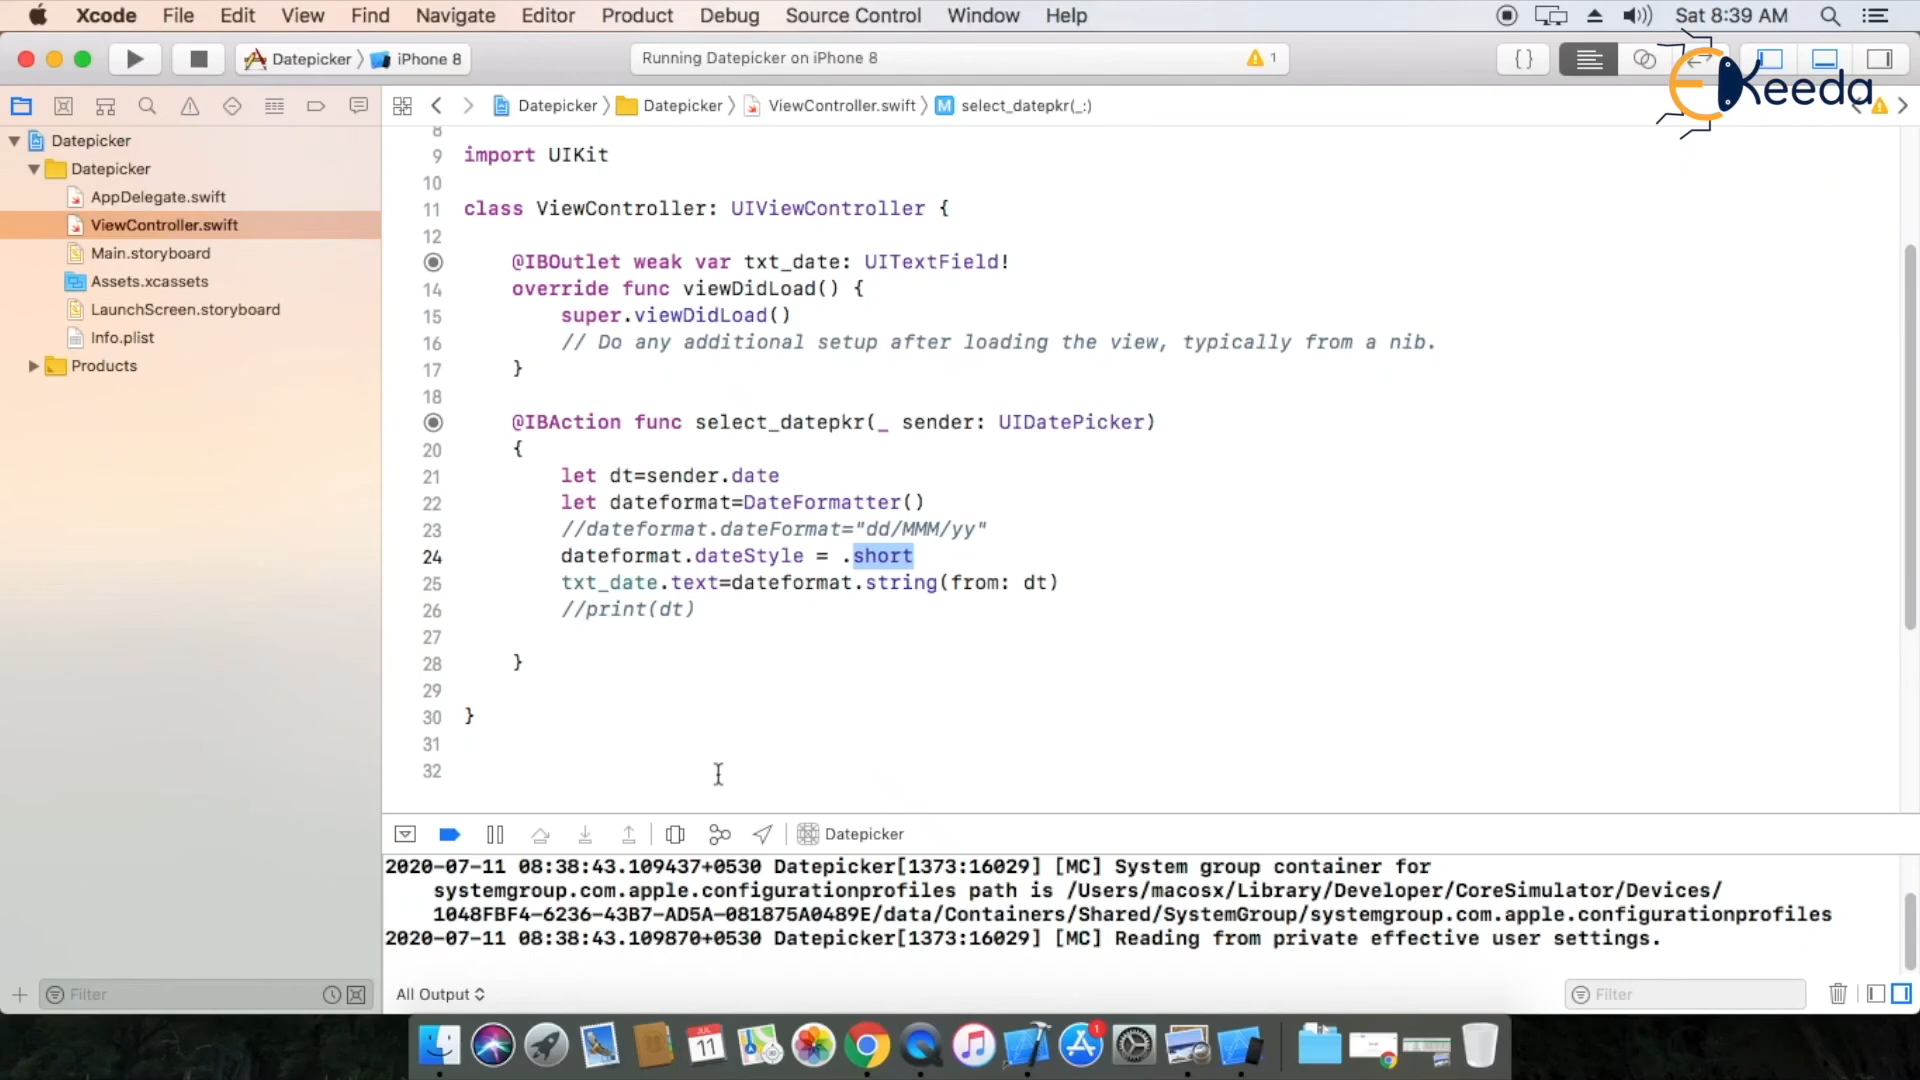 Xcode File Edit View Find Navigate Editor Product Debug Source Control Window Help Sat 8:39 AM
Datepicker iPhone 8 Running Datepicker on iPhone 8 1
EKeeda
Datepicker Datepicker ViewController.swift M select_datepkr(_:)
Datepicker
Datepicker
AppDelegate.swift
ViewController.swift
Main.storyboard
Assets.xcassets
LaunchScreen.storyboard
Info.plist
Products
8
9 import UIKit
10
11 class ViewController: UIViewController {
12
@IBOutlet weak var txt_date: UITextField!
14 override func viewDidLoad() {
15 super.viewDidLoad()
16 // Do any additional setup after loading the view, typically from a nib.
17 }
18
@IBAction func select_datepkr(_ sender: UIDatePicker)
20 {
21 let dt=sender.date
22 let dateformat=DateFormatter()
23 //dateformat.dateFormat="dd/MMM/yy"
24 dateformat.dateStyle = .short
25 txt_date.text=dateformat.string(from: dt)
26 //print(dt)
27
28 }
29
30 }
31
32
Datepicker
2020-07-11 08:38:43.109437+0530 Datepicker[1373:16029] [MC] System group container for
systemgroup.com.apple.configurationprofiles path is /Users/macosx/Library/Developer/CoreSimulator/Devices/
1048FBF4-6236-43B7-AD5A-081875A0489E/data/Containers/Shared/SystemGroup/systemgroup.com.apple.configurationprofiles
2020-07-11 08:38:43.109870+0530 Datepicker[1373:16029] [MC] Reading from private effective user settings.
Filter All Output Filter
JUL
11
1